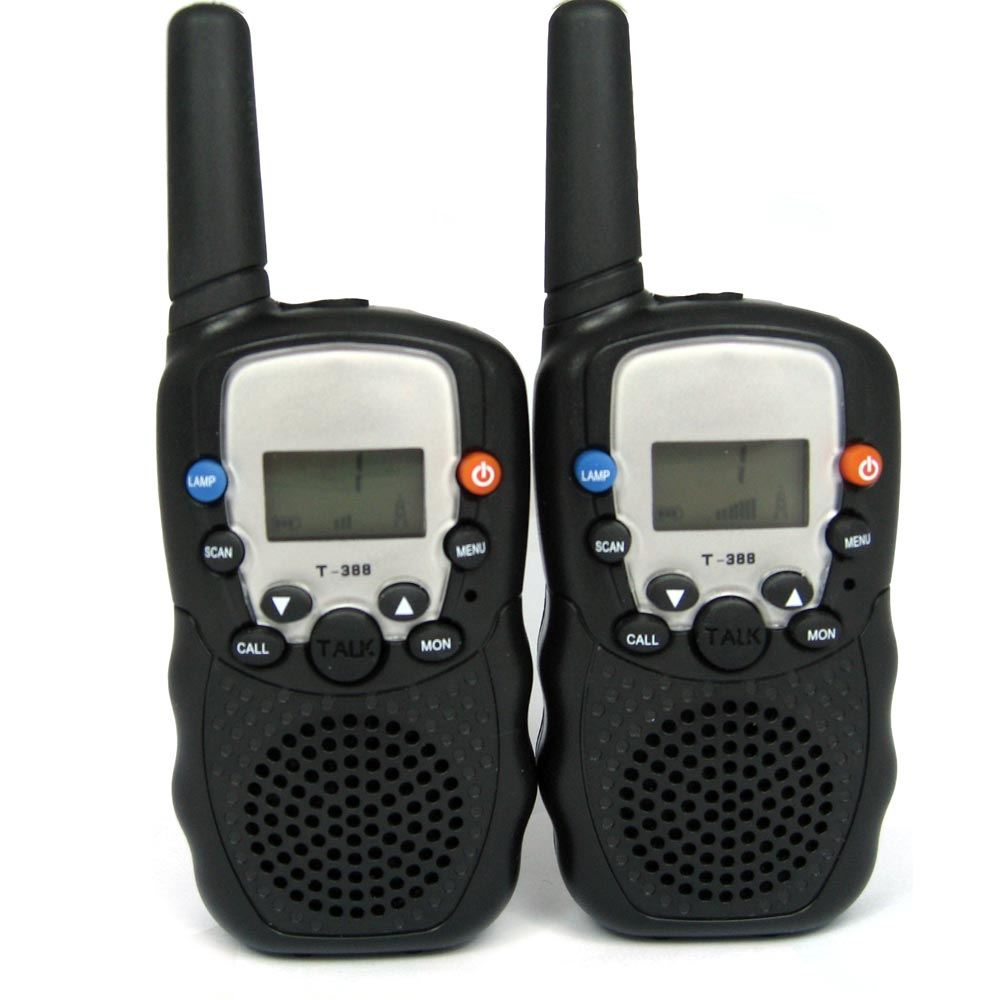 LAMP
SCAN
MENU
T-388
CALL
TALK
MON
LAMP
SCAN
MENU
T-388
CALL
TALK
MON